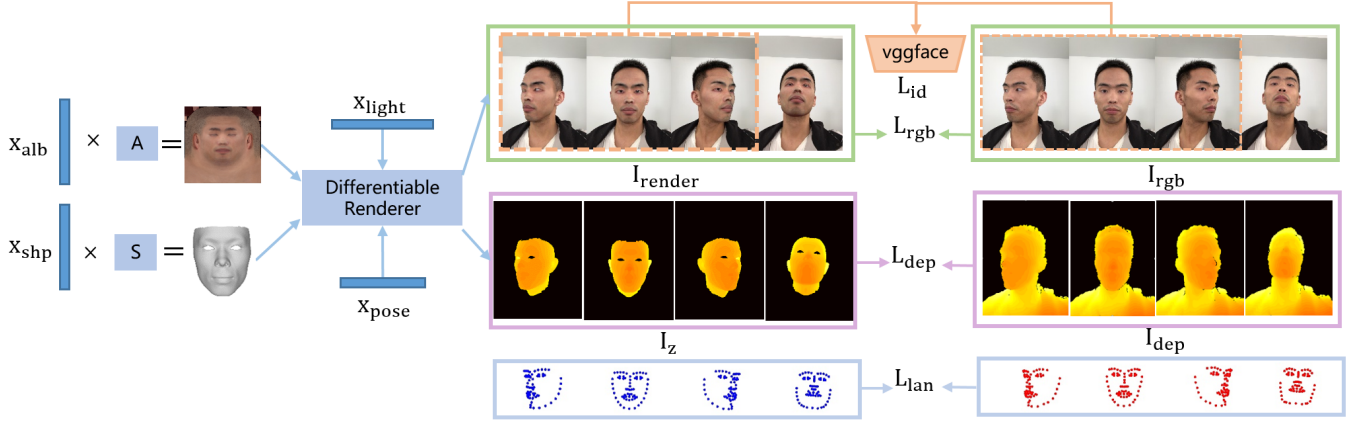 x_alb × A =
x_shp × S =
x_light
Differentiable
Renderer
x_pose
vggface
L_id
L_rgb
I_render
I_rgb
L_dep
I_z
I_dep
L_lan